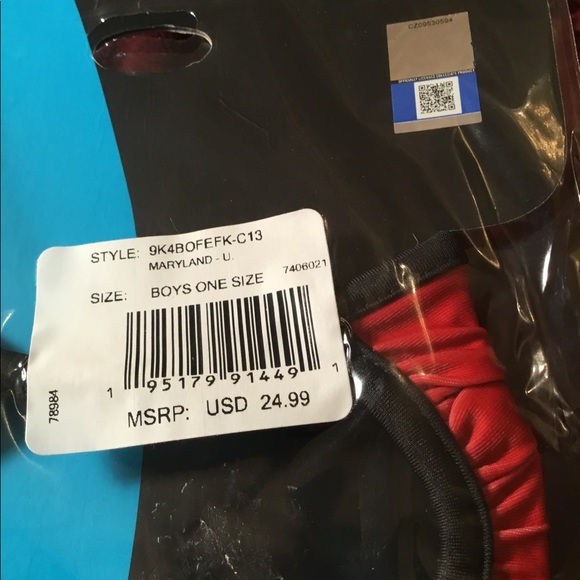 CZ09530594
STYLE: 9K4BOFEFK-C13
MARYLAND - U.
7406021
SIZE: BOYS ONE SIZE
1 95179 91449 1
MSRP: USD 24.99
78984